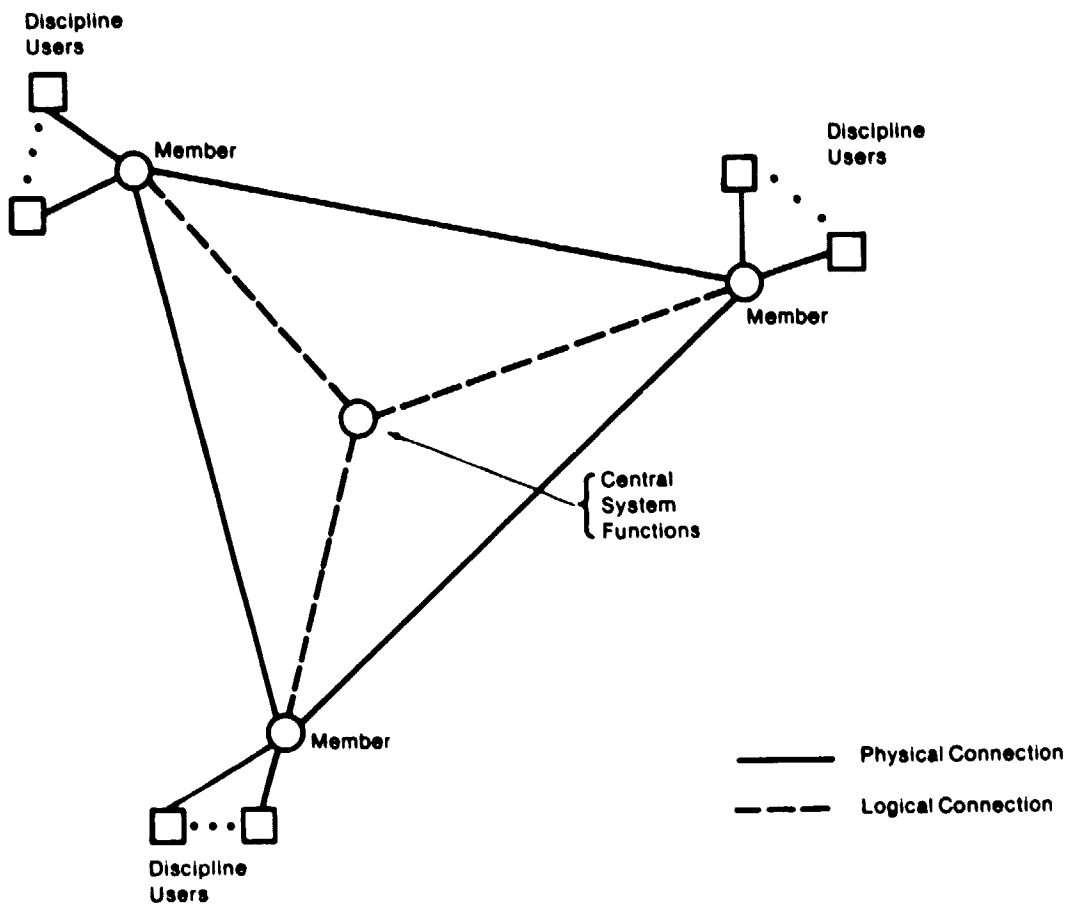 Discipline
Users
Member
Discipline
Users
Member
Central
System
Functions
Member
Physical Connection
Logical Connection
Discipline
Users